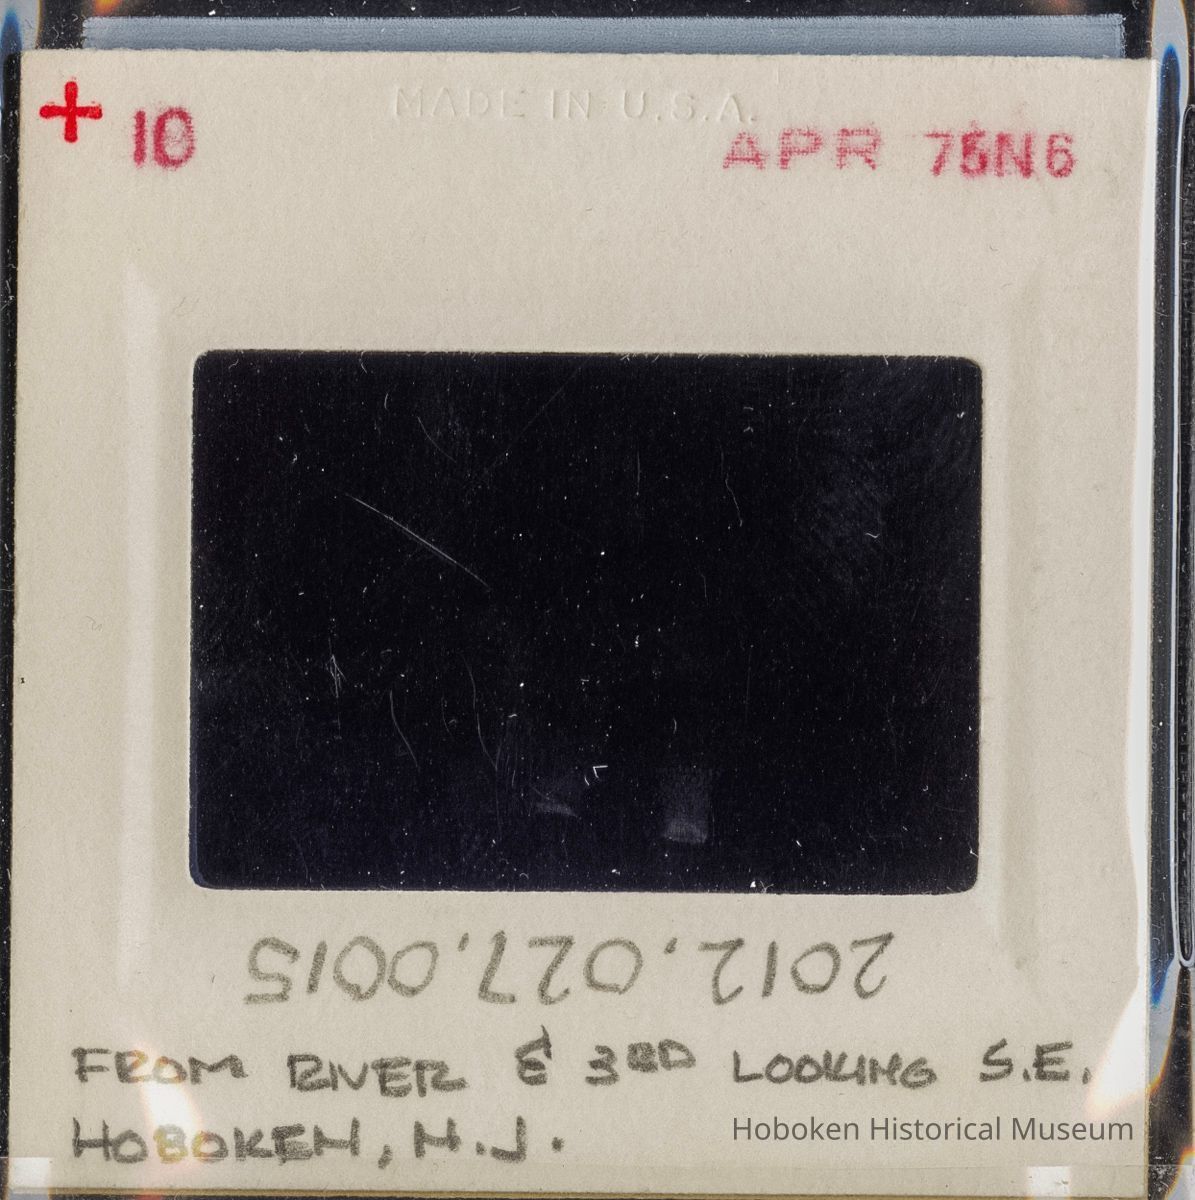 MADE IN U.S.A.
+ 10
APR 75N6
2012.027.0015
FROM RIVER & 3RD LOOKING S.E.
HOBOKEN, N.J.
Hoboken Historical Museum